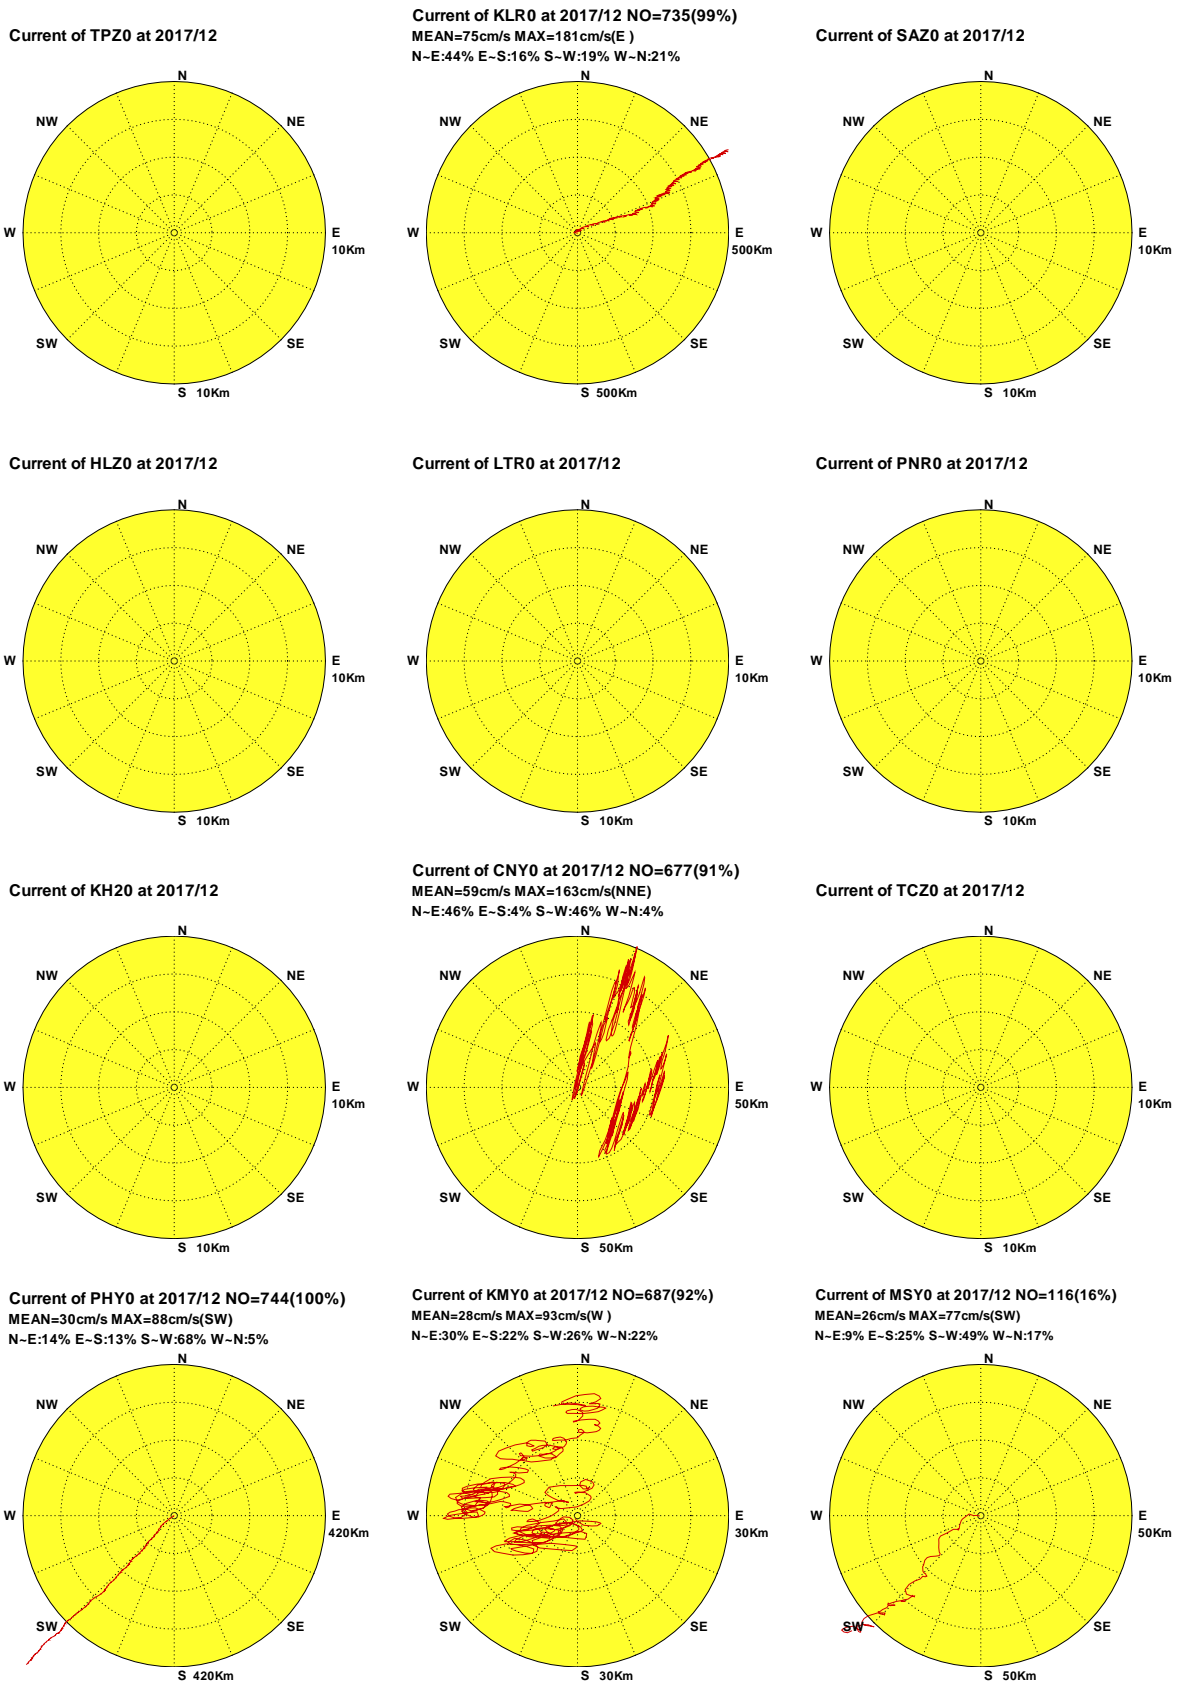 Current of TPZ0 at 2017/12
N
NW
NE
W
E
10Km
SW
SE
S 10Km
Current of KLR0 at 2017/12 NO=735(99%)
MEAN=75cm/s MAX=181cm/s(E )
N~E:44% E~S:16% S~W:19% W~N:21%
N
NW
NE
W
E
500Km
SW
SE
S 500Km
Current of SAZ0 at 2017/12
N
NW
NE
W
E
10Km
SW
SE
S 10Km
Current of HLZ0 at 2017/12
N
NW
NE
W
E
10Km
SW
SE
S 10Km
Current of LTR0 at 2017/12
N
NW
NE
W
E
10Km
SW
SE
S 10Km
Current of PNR0 at 2017/12
N
NW
NE
W
E
10Km
SW
SE
S 10Km
Current of KH20 at 2017/12
N
NW
NE
W
E
10Km
SW
SE
S 10Km
Current of CNY0 at 2017/12 NO=677(91%)
MEAN=59cm/s MAX=163cm/s(NNE)
N~E:46% E~S:4% S~W:46% W~N:4%
N
NW
NE
W
E
50Km
SW
SE
S 50Km
Current of TCZ0 at 2017/12
N
NW
NE
W
E
10Km
SW
SE
S 10Km
Current of PHY0 at 2017/12 NO=744(100%)
MEAN=30cm/s MAX=88cm/s(SW)
N~E:14% E~S:13% S~W:68% W~N:5%
N
NW
NE
W
E
420Km
SW
SE
S 420Km
Current of KMY0 at 2017/12 NO=687(92%)
MEAN=28cm/s MAX=93cm/s(W )
N~E:30% E~S:22% S~W:26% W~N:22%
N
NW
NE
W
E
30Km
SW
SE
S 30Km
Current of MSY0 at 2017/12 NO=116(16%)
MEAN=26cm/s MAX=77cm/s(SW)
N~E:9% E~S:25% S~W:49% W~N:17%
N
NW
NE
W
E
50Km
SW
SE
S 50Km